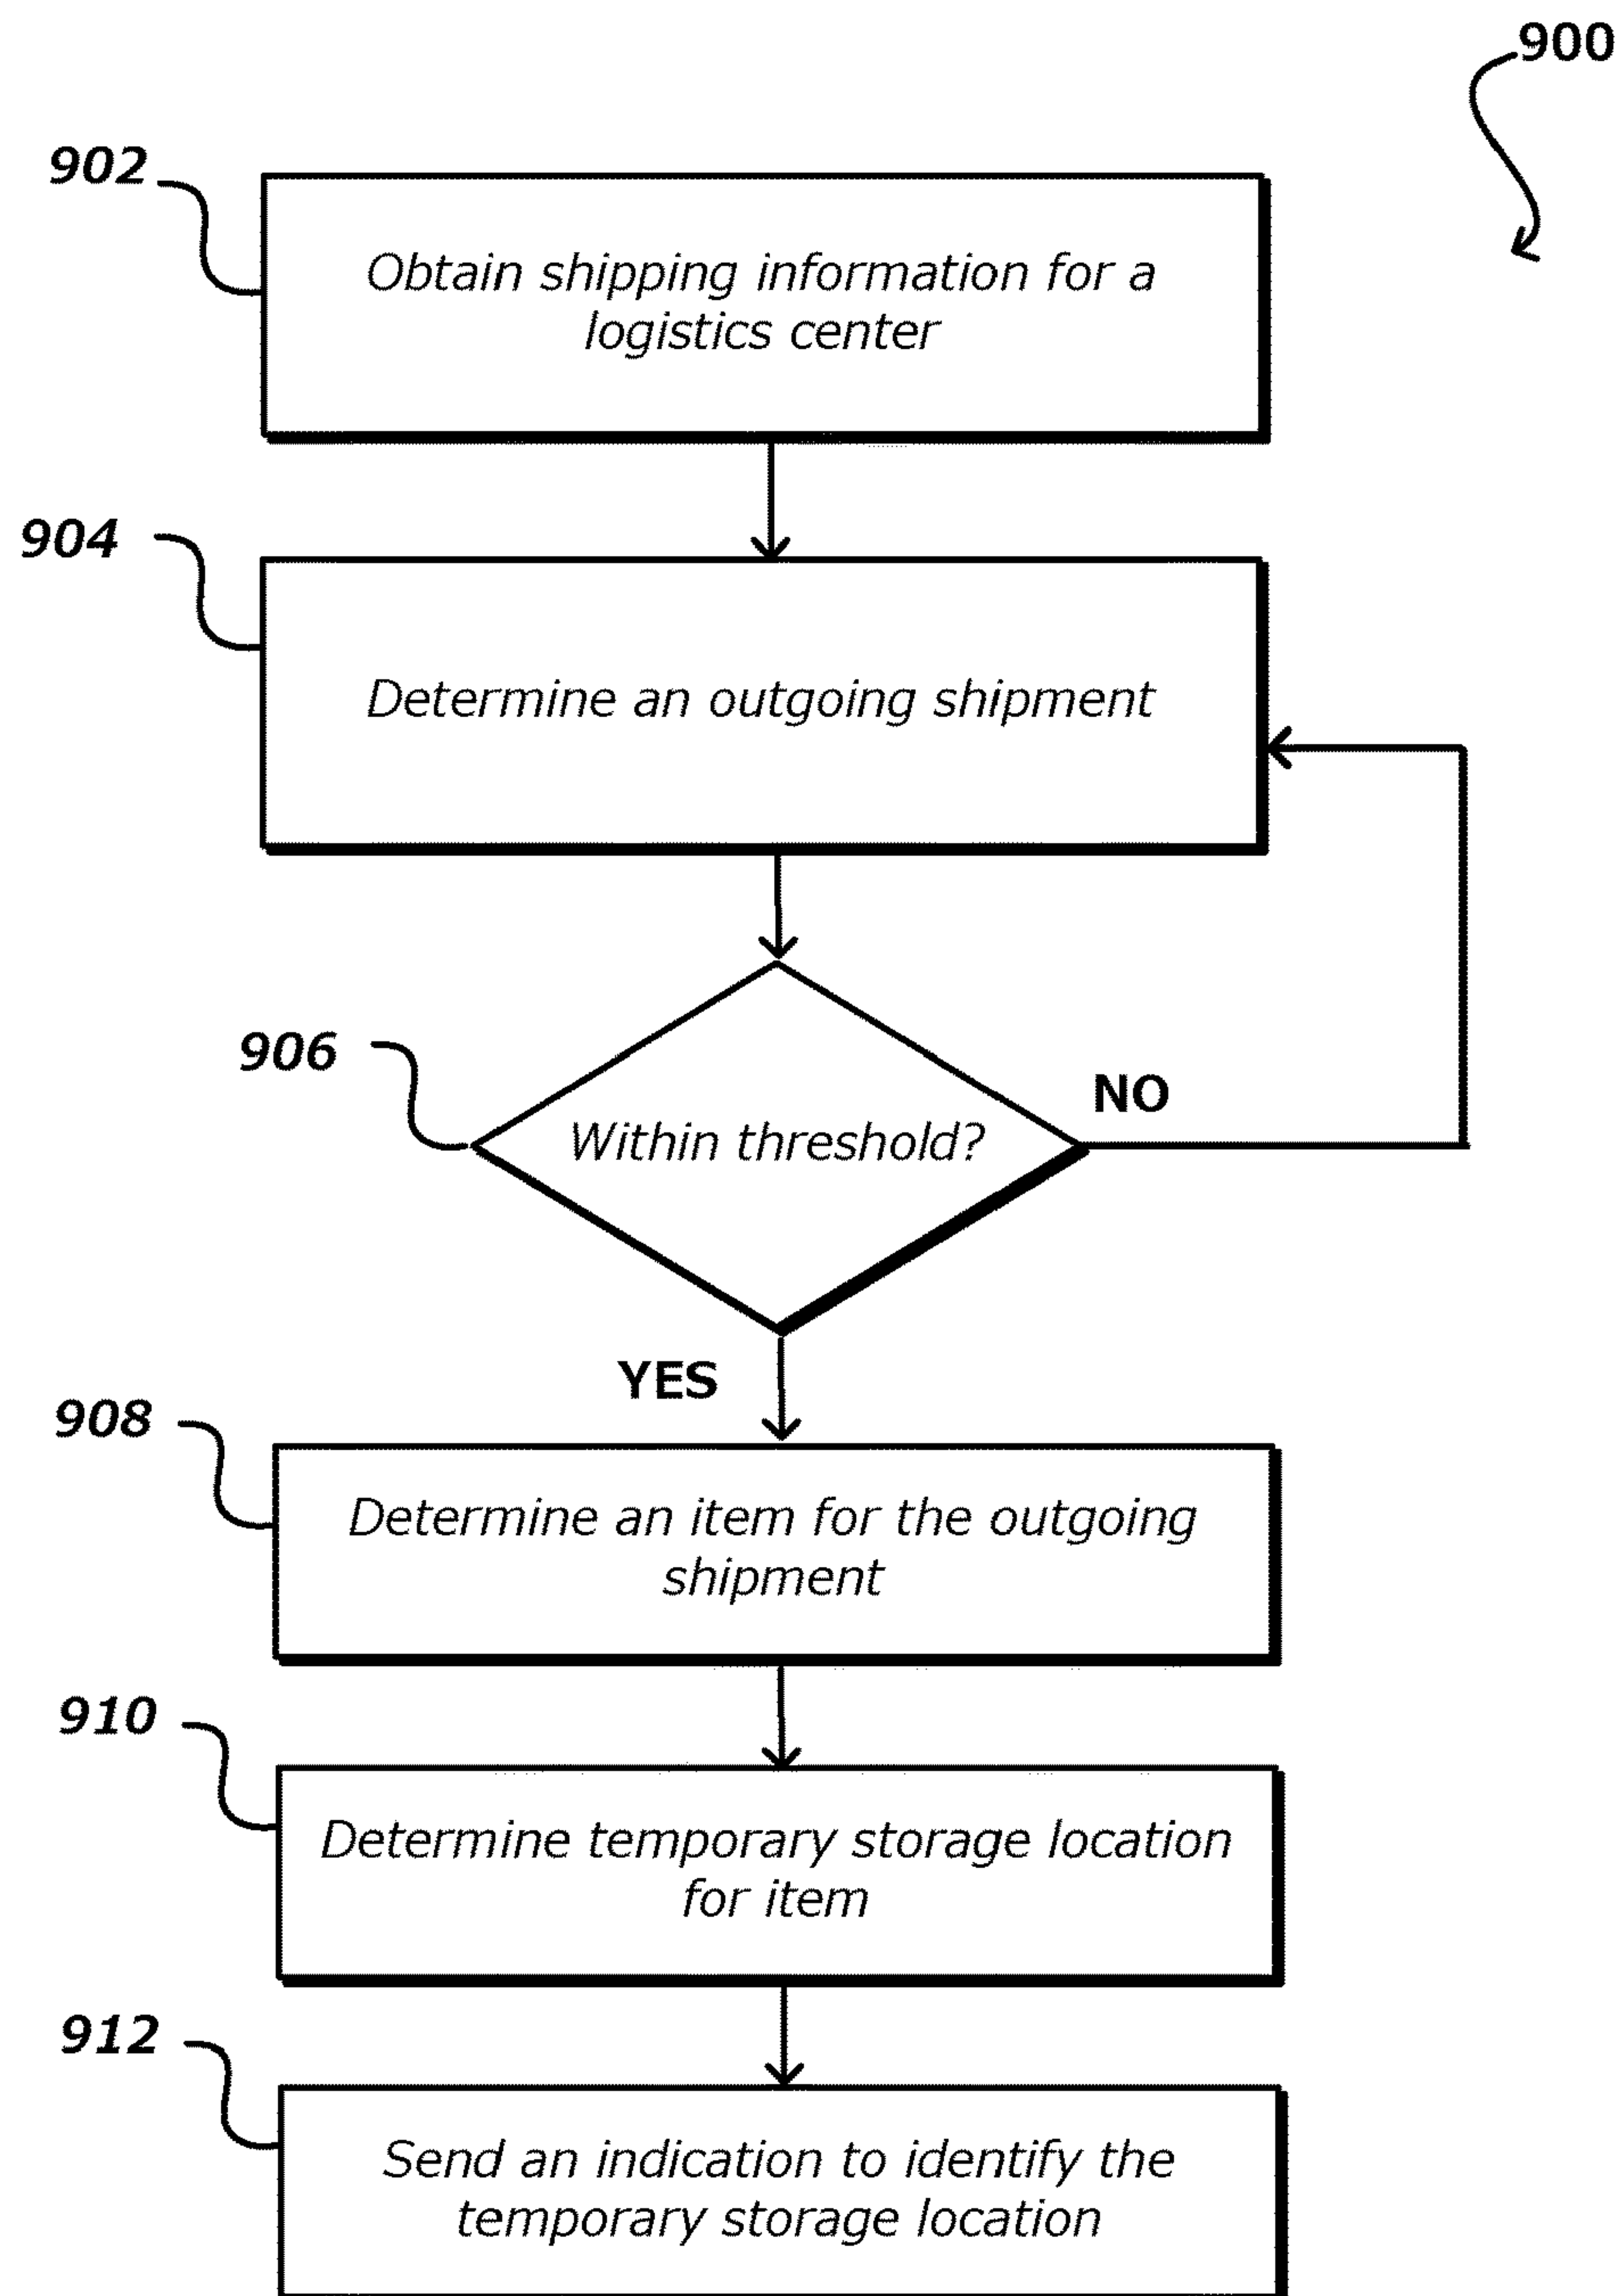 900
902
Obtain shipping information for a
logistics center
904
Determine an outgoing shipment
906
Within threshold?
NO
YES
908
Determine an item for the outgoing
shipment
910
Determine temporary storage location
for item
912
Send an indication to identify the
temporary storage location